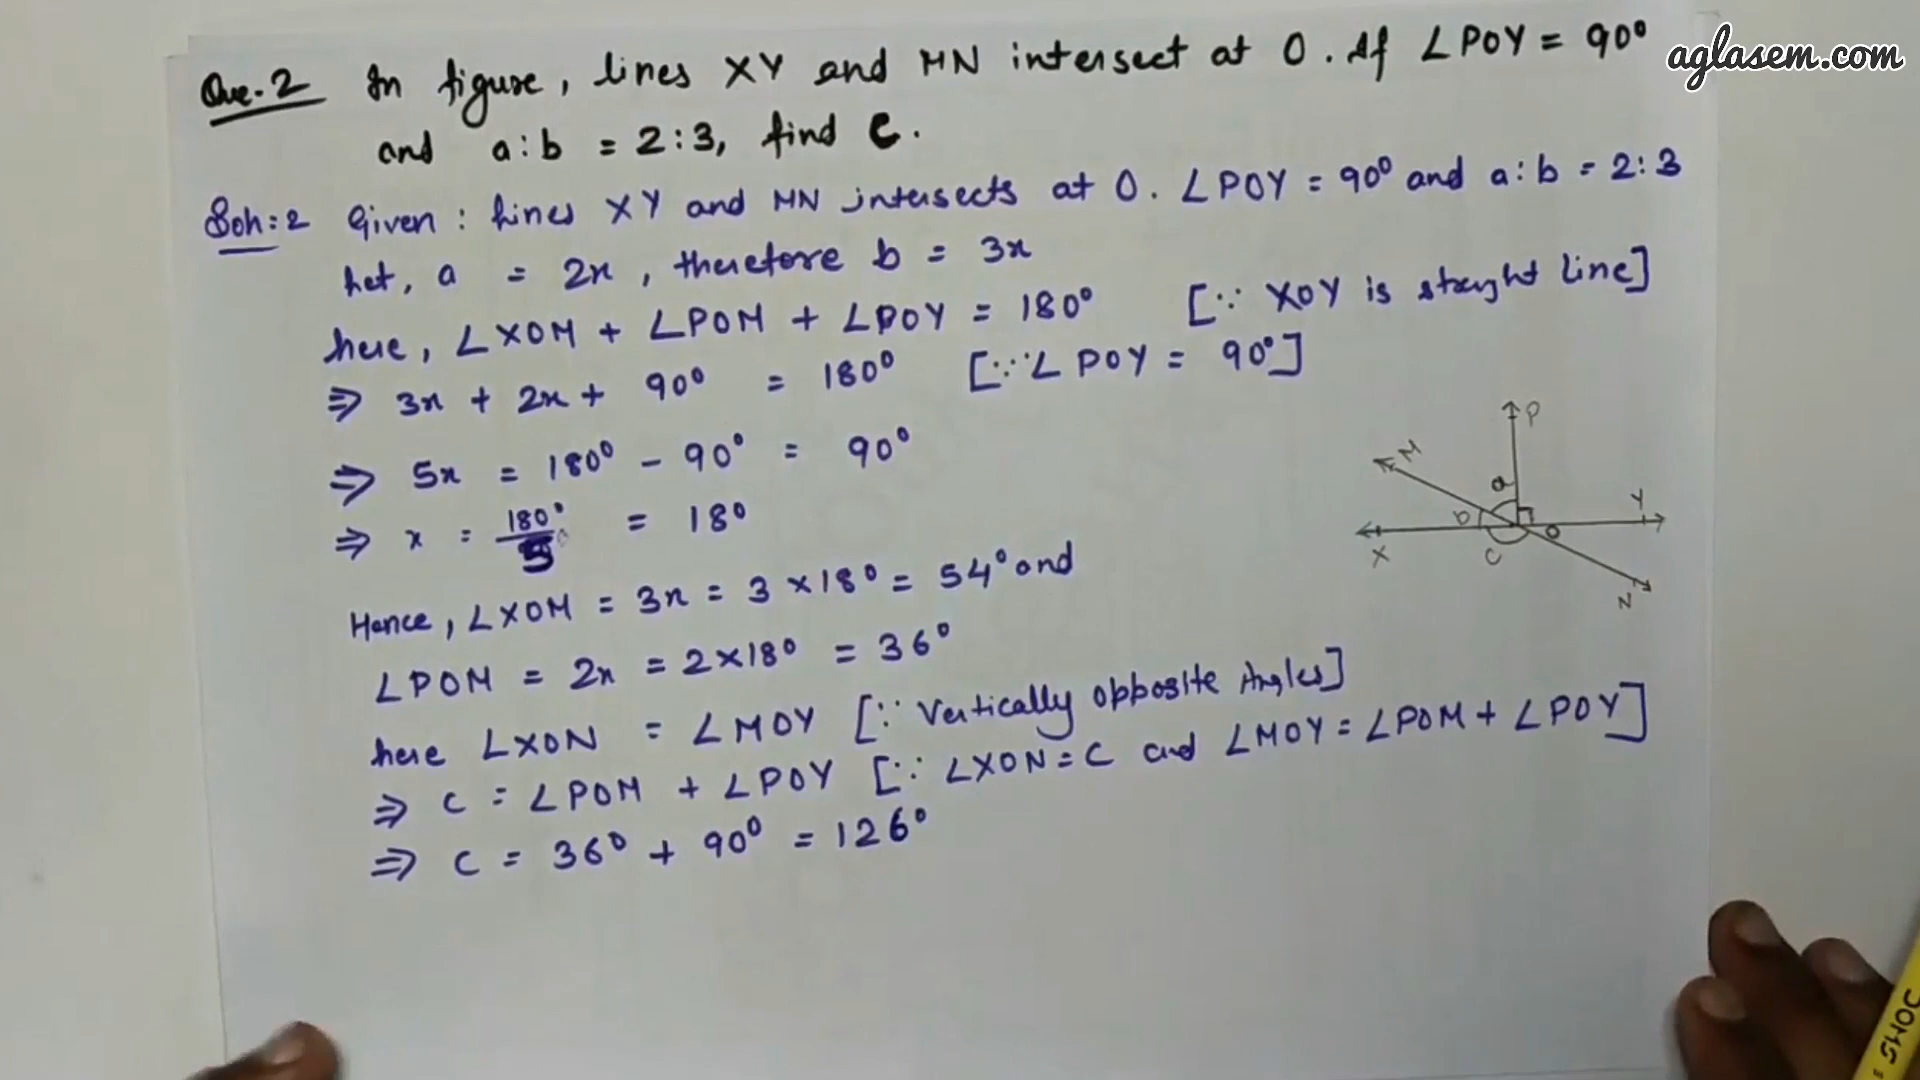 aglasem.com
Que.2 In figure, lines XY and MN intersect at O. If ∠POY = 90°
and a:b = 2:3, find c.
Soln:2 Given: Lines XY and MN intersects at O. ∠POY = 90° and a:b = 2:3
Let, a = 2x, therefore b = 3x
here, ∠XOM + ∠POM + ∠POY = 180° [∵ XOY is straight line]
⇒ 3x + 2x + 90° = 180° [∵ ∠POY = 90°]
⇒ 5x = 180° - 90° = 90°
⇒ x = 180°/5 = 18°
Hence, ∠XOM = 3x = 3×18° = 54° and
∠POM = 2x = 2×18° = 36°
here ∠XON = ∠MOY [∵ Vertically opposite Angles]
⇒ C = ∠POM + ∠POY [∵ ∠XON = C and ∠MOY = ∠POM + ∠POY]
⇒ C = 36° + 90° = 126°
P
M
a
Y
b
O
X
C
N